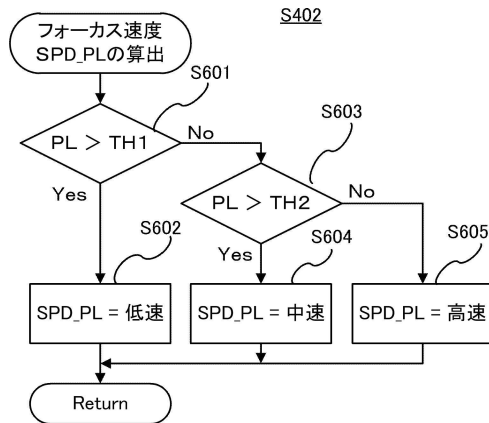 S402
フォーカス速度
SPD_PLの算出
S601
PL > TH1
No
Yes
S603
PL > TH2
No
Yes
S602
S604
S605
SPD_PL = 低速
SPD_PL = 中速
SPD_PL = 高速
Return